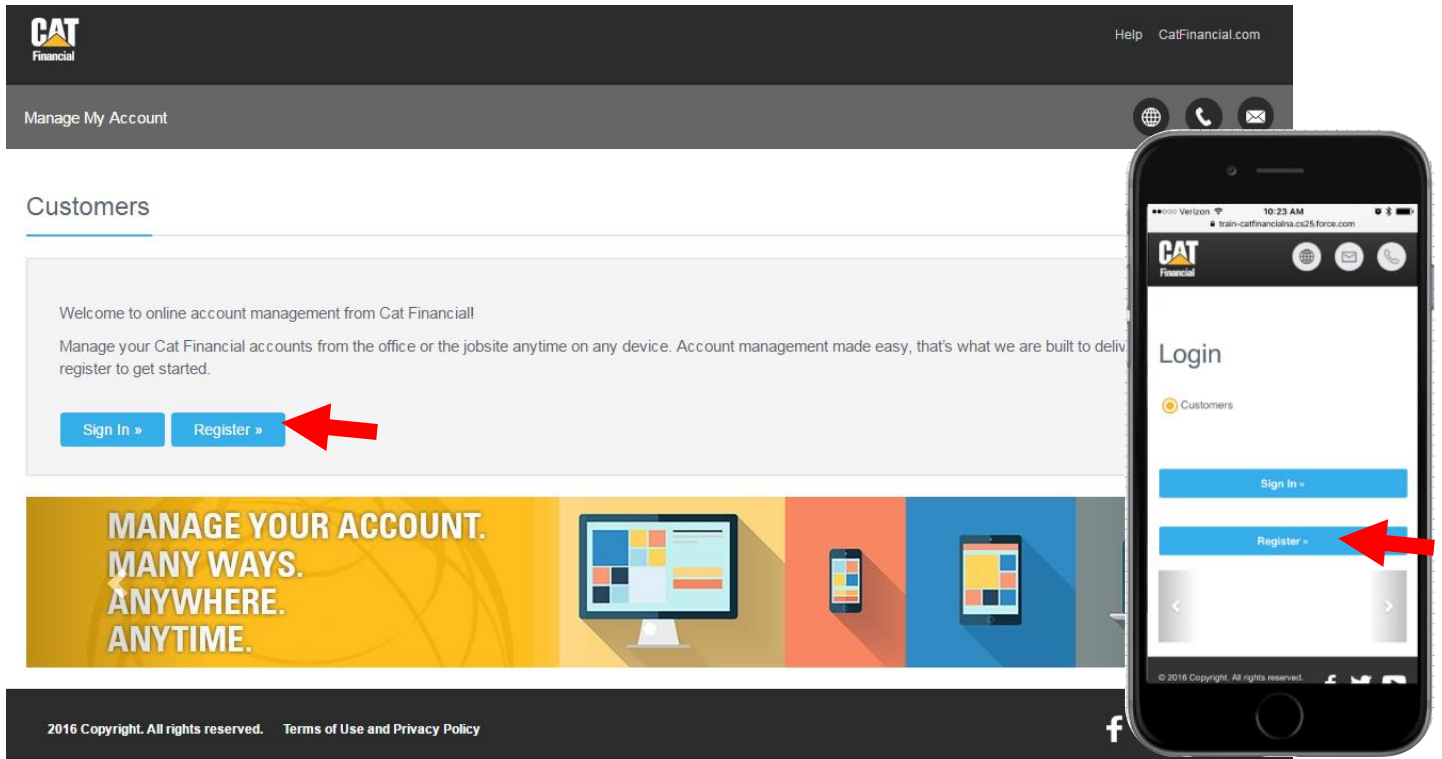 CAT
Financial
Help CatFinancial.com
Manage My Account
Customers
Welcome to online account management from Cat Financial!
Manage your Cat Financial accounts from the office or the jobsite anytime on any device. Account management made easy, that's what we are built to
register to get started.
Sign In »
Register »
MANAGE YOUR ACCOUNT.
MANY WAYS.
ANYWHERE.
ANYTIME.
2016 Copyright. All rights reserved. Terms of Use and Privacy Policy
Verizon 10:23 AM
train-catfinancialna.cs25.force.com
CAT
Financial
Login
Customers
Sign In »
Register »
© 2016 Copyright. All rights reserved.